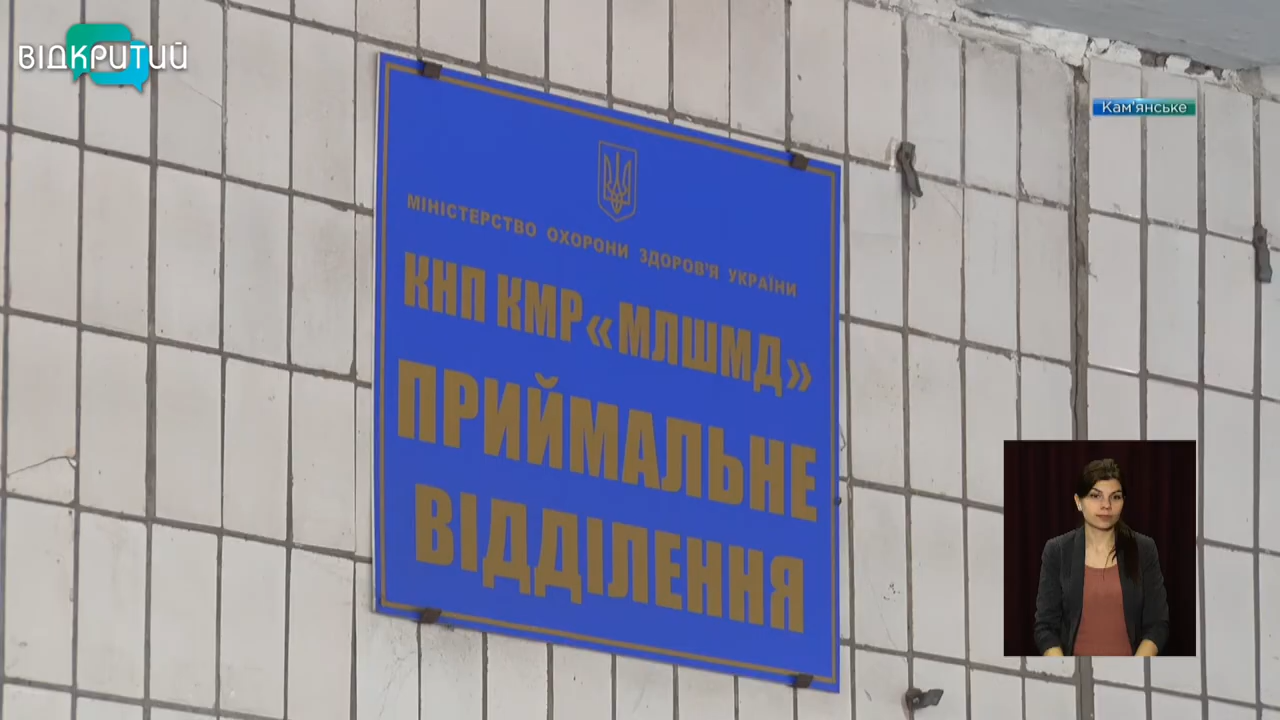 ВІДКРИТИЙ
Кам'янське
МІНІСТЕРСТВО ОХОРОНИ ЗДОРОВ'Я УКРАЇНИ
КНП КМР «МЛШМД»
ПРИЙМАЛЬНЕ
ВІДДІЛЕННЯ